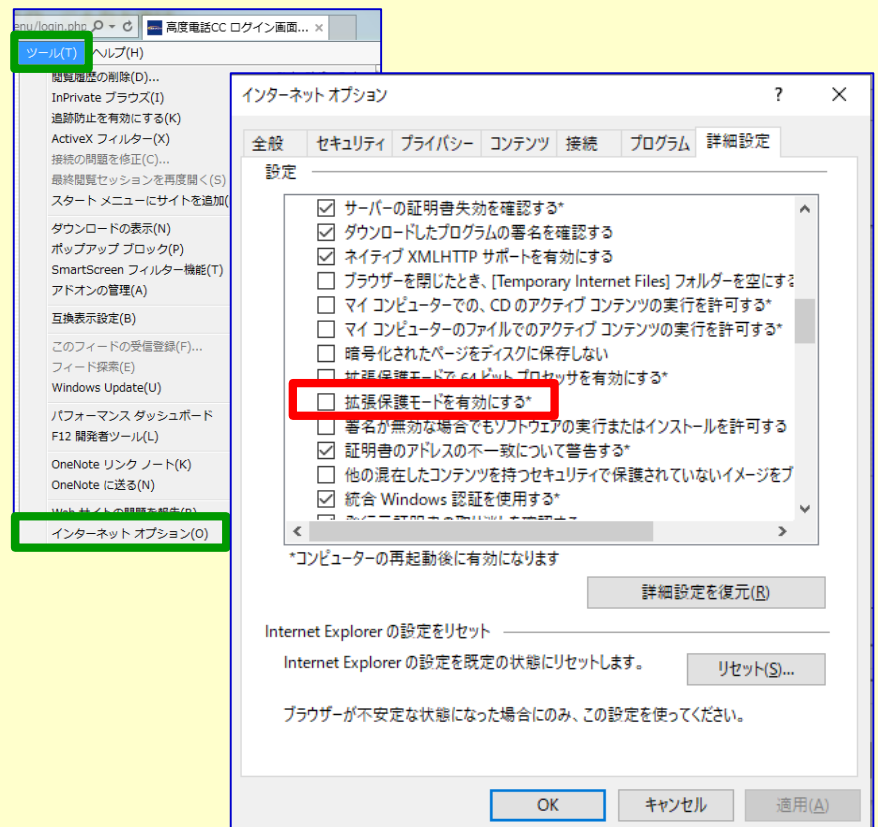 enu/login.php
高度電話CC ログイン画面... ×
ツール(T) ヘルプ(H)
閲覧履歴の削除(D)...
InPrivate ブラウズ(I)
追跡防止を有効にする(K)
ActiveX フィルター(X)
接続の問題を修正(C)...
最終閲覧セッションを再度開く(S)
スタート メニューにサイトを追加(
ダウンロードの表示(N)
ポップアップ ブロック(P)
SmartScreen フィルター機能(T)
アドオンの管理(A)
互換表示設定(B)
このフィードの受信登録(F)...
フィード探索(E)
Windows Update(U)
パフォーマンス ダッシュボード
F12 開発者ツール(L)
OneNote リンク ノート(K)
OneNote に送る(N)
Web サイトの問題を報告(R)
インターネット オプション(O)
インターネット オプション ? ×
全般 セキュリティ プライバシー コンテンツ 接続 プログラム 詳細設定
設定
サーバーの証明書失効を確認する*
ダウンロードしたプログラムの署名を確認する
ネイティブ XMLHTTP サポートを有効にする
ブラウザーを閉じたとき、[Temporary Internet Files] フォルダーを空にする
マイ コンピューターでの、CD のアクティブ コンテンツの実行を許可する*
マイ コンピューターのファイルでのアクティブ コンテンツの実行を許可する*
暗号化されたページをディスクに保存しない
拡張保護モードで 64 ビット プロセッサを有効にする*
拡張保護モードを有効にする*
署名が無効な場合でもソフトウェアの実行またはインストールを許可する
証明書のアドレスの不一致について警告する*
他の混在したコンテンツを持つセキュリティで保護されていないイメージをブ
統合 Windows 認証を使用する*
*コンピューターの再起動後に有効になります
詳細設定を復元(R)
Internet Explorer の設定をリセット
Internet Explorer の設定を既定の状態にリセットします。
リセット(S)...
ブラウザーが不安定な状態になった場合にのみ、この設定を使ってください。
OK キャンセル 適用(A)